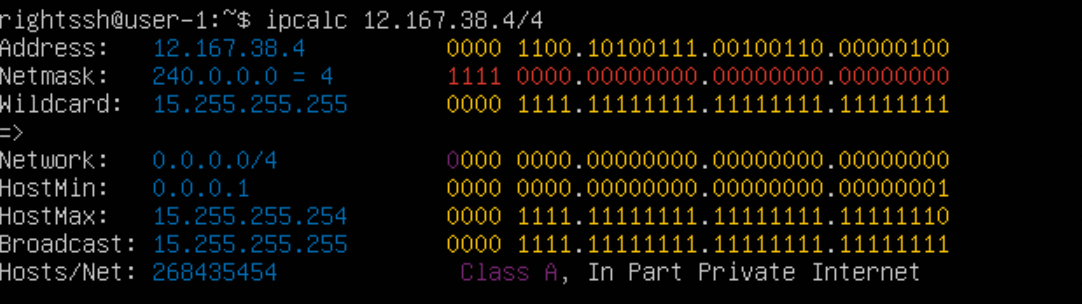 rightssh@user-1:~$ ipcalc 12.167.38.4/4
Address:   12.167.38.4           0000 1100.10100111.00100110.00000100
Netmask:   240.0.0.0 = 4         1111 0000.00000000.00000000.00000000
Wildcard:  15.255.255.255        0000 1111.11111111.11111111.11111111
=>
Network:   0.0.0.0/4             0000 0000.00000000.00000000.00000000
HostMin:   0.0.0.1               0000 0000.00000000.00000000.00000001
HostMax:   15.255.255.254        0000 1111.11111111.11111111.11111110
Broadcast: 15.255.255.255        0000 1111.11111111.11111111.11111111
Hosts/Net: 268435454              Class A, In Part Private Internet